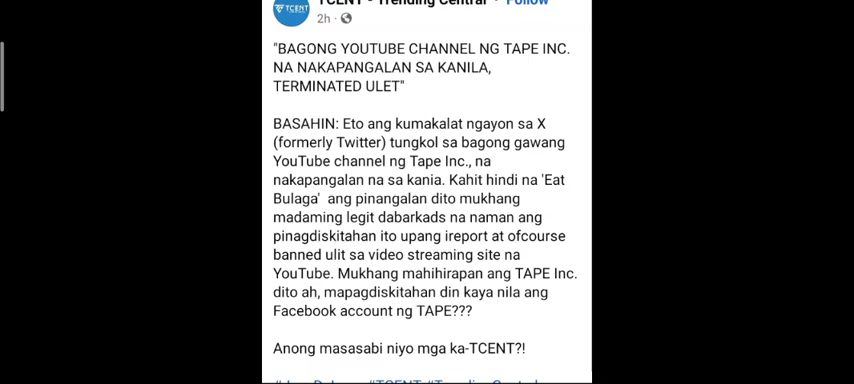 TCENT - Trending Central · Follow
2h ·
TCENT
"BAGONG YOUTUBE CHANNEL NG TAPE INC.
NA NAKAPANGALAN SA KANILA,
TERMINATED ULET"
BASAHIN: Eto ang kumakalat ngayon sa X
(formerly Twitter) tungkol sa bagong gawang
YouTube channel ng Tape Inc., na
nakapangalan na sa kania. Kahit hindi na 'Eat
Bulaga' ang pinangalan dito mukhang
madaming legit dabarkads na naman ang
pinagdiskitahan ito upang ireport at ofcourse
banned ulit sa video streaming site na
YouTube. Mukhang mahihirapan ang TAPE Inc.
dito ah, mapagdiskitahan din kaya nila ang
Facebook account ng TAPE???
Anong masasabi niyo mga ka-TCENT?!